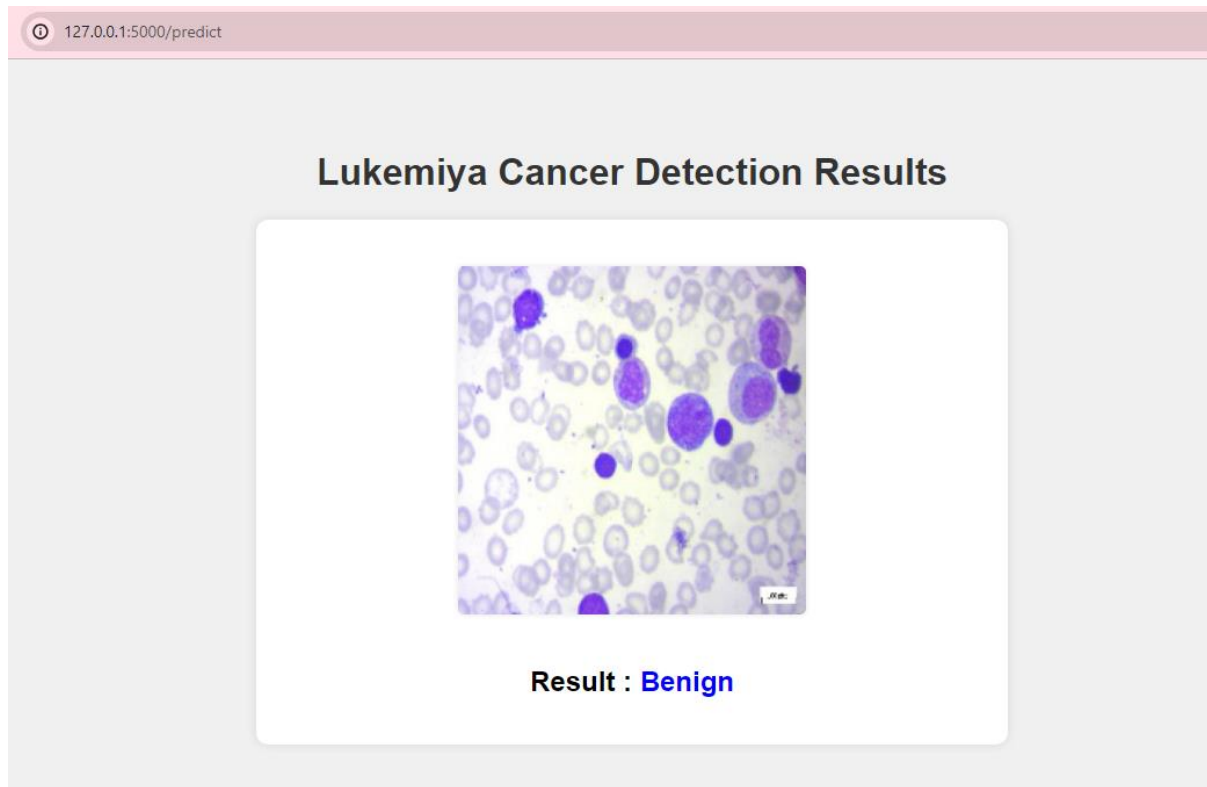 127.0.0.1:5000/predict
Lukemiya Cancer Detection Results
Result : Benign